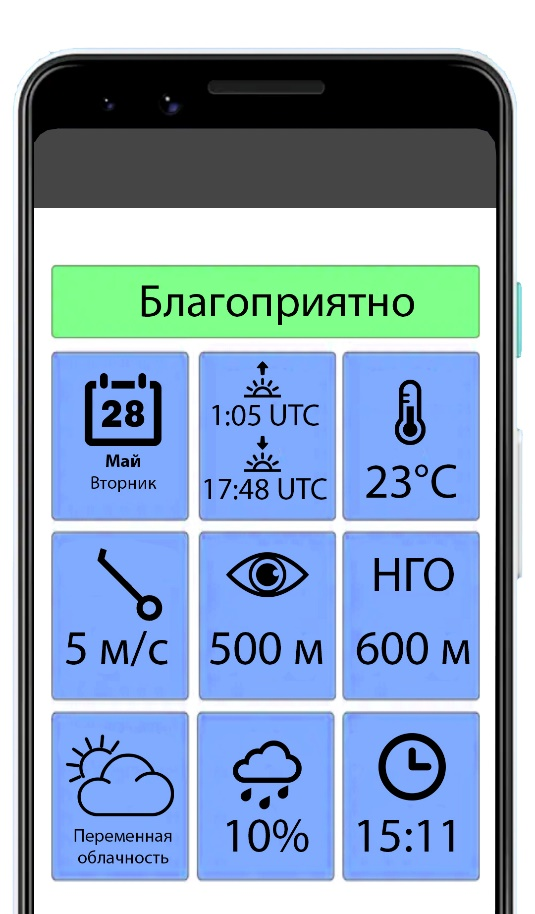 Благоприятно
28
Май
Вторник
1:05 UTC
17:48 UTC
23°C
5 м/с
500 м
НГО
600 м
Переменная
облачность
10%
15:11